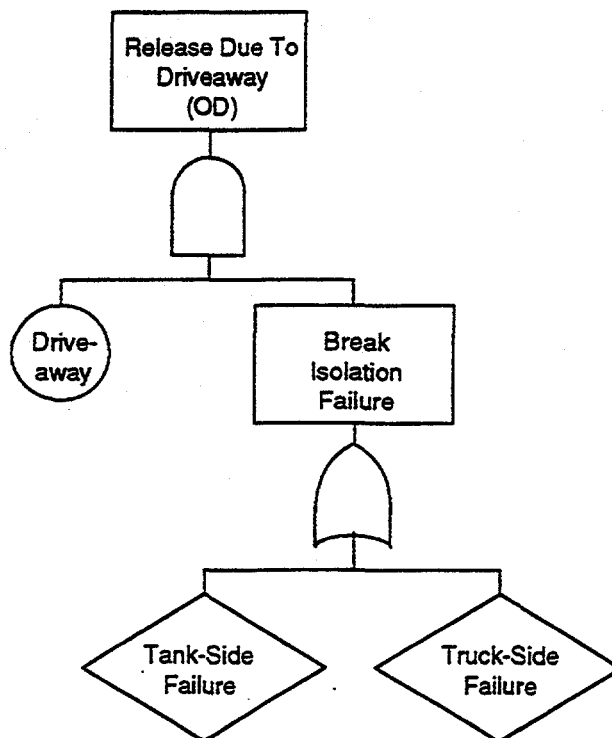 Release Due To
Driveaway
(OD)
Drive-
away
Break
Isolation
Failure
Tank-Side
Failure
Truck-Side
Failure